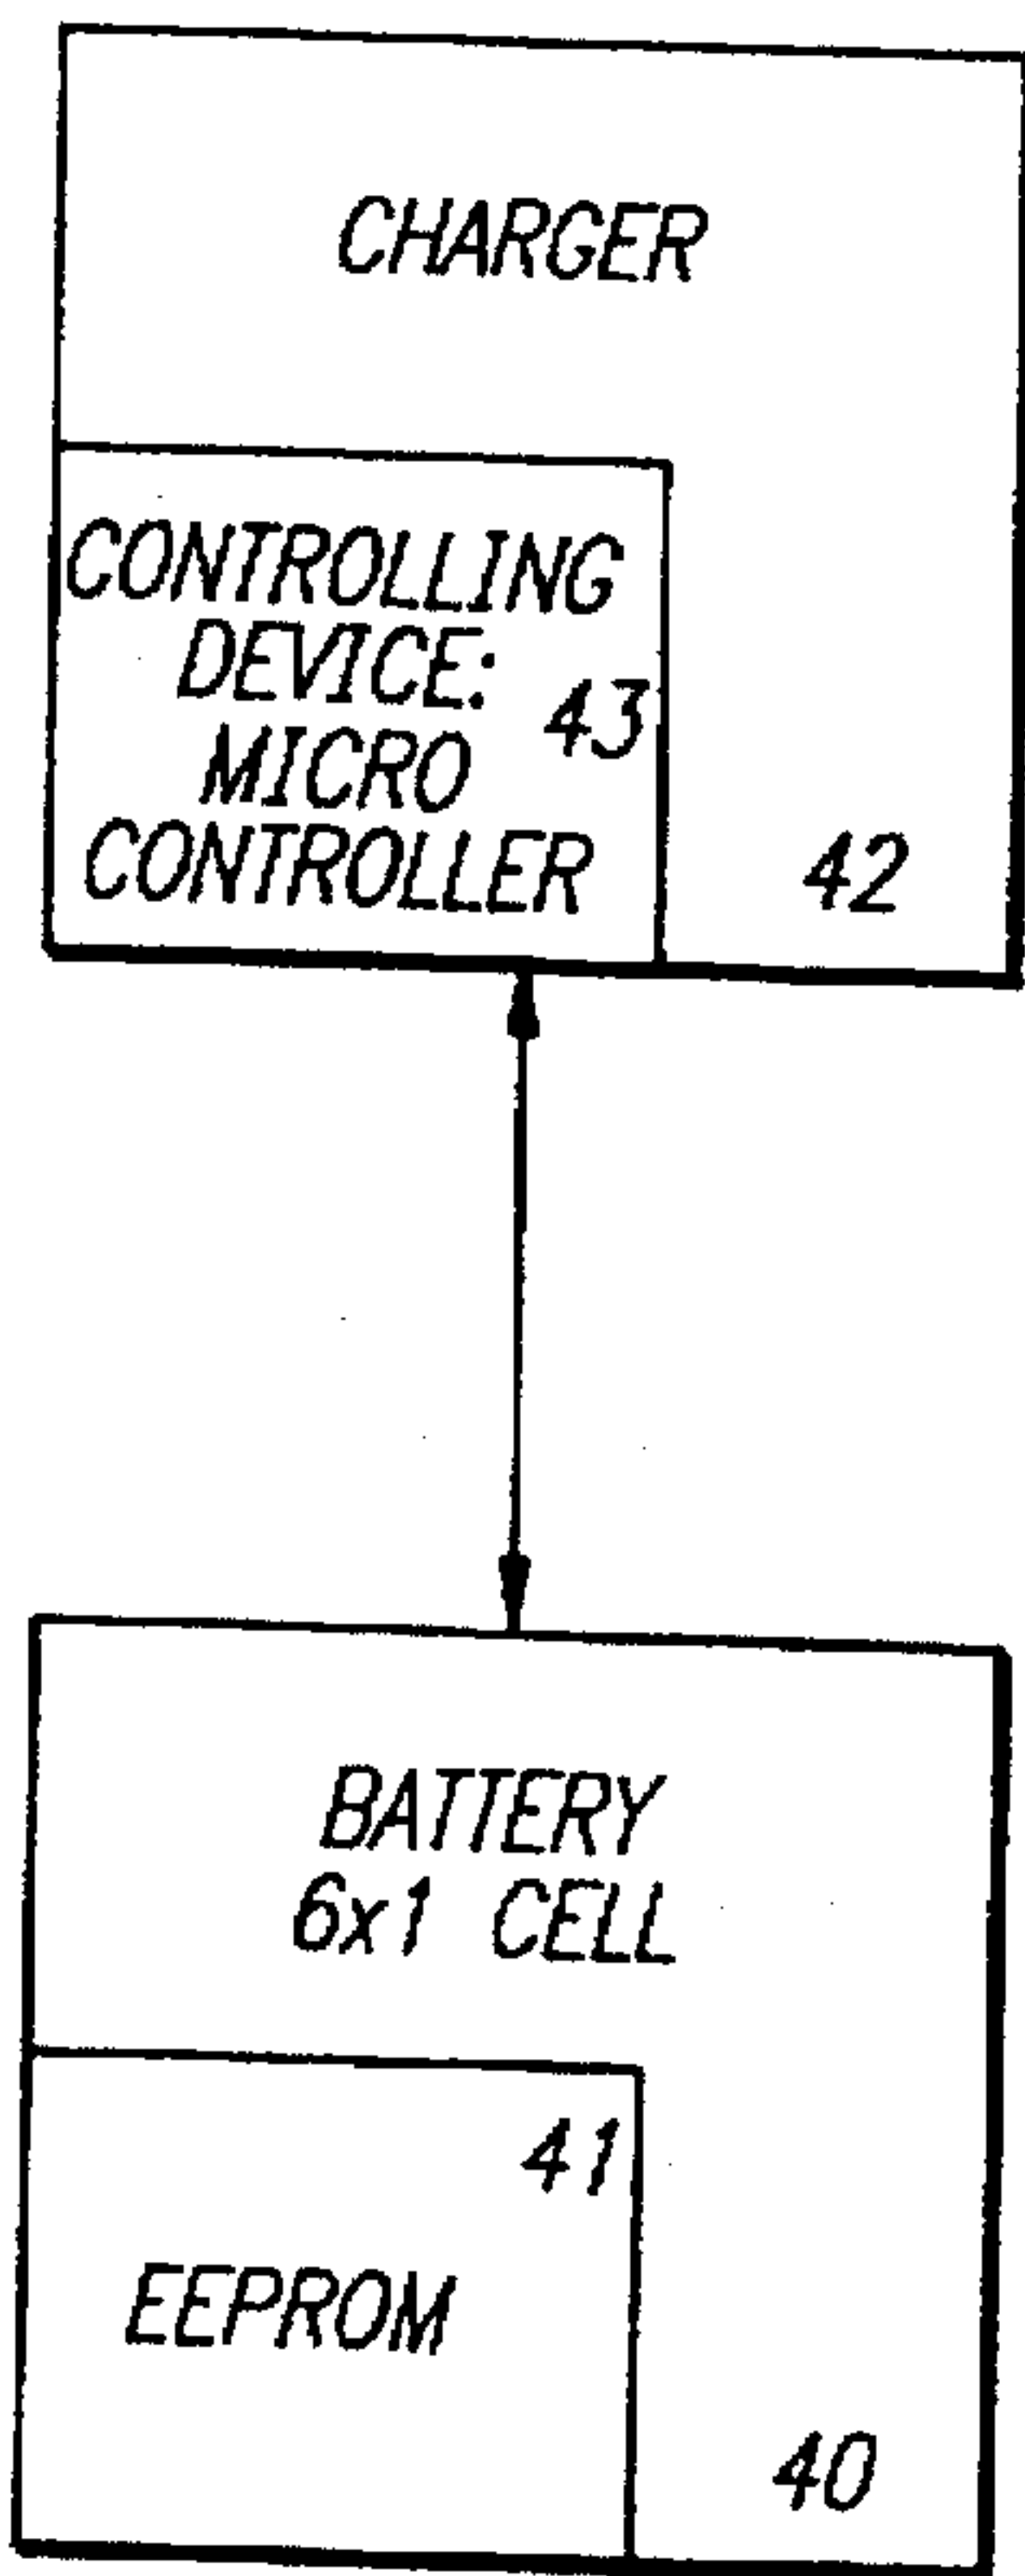 CHARGER
CONTROLLING
DEVICE:
43
MICRO
CONTROLLER
42
BATTERY
6x1 CELL
41
EEPROM
40